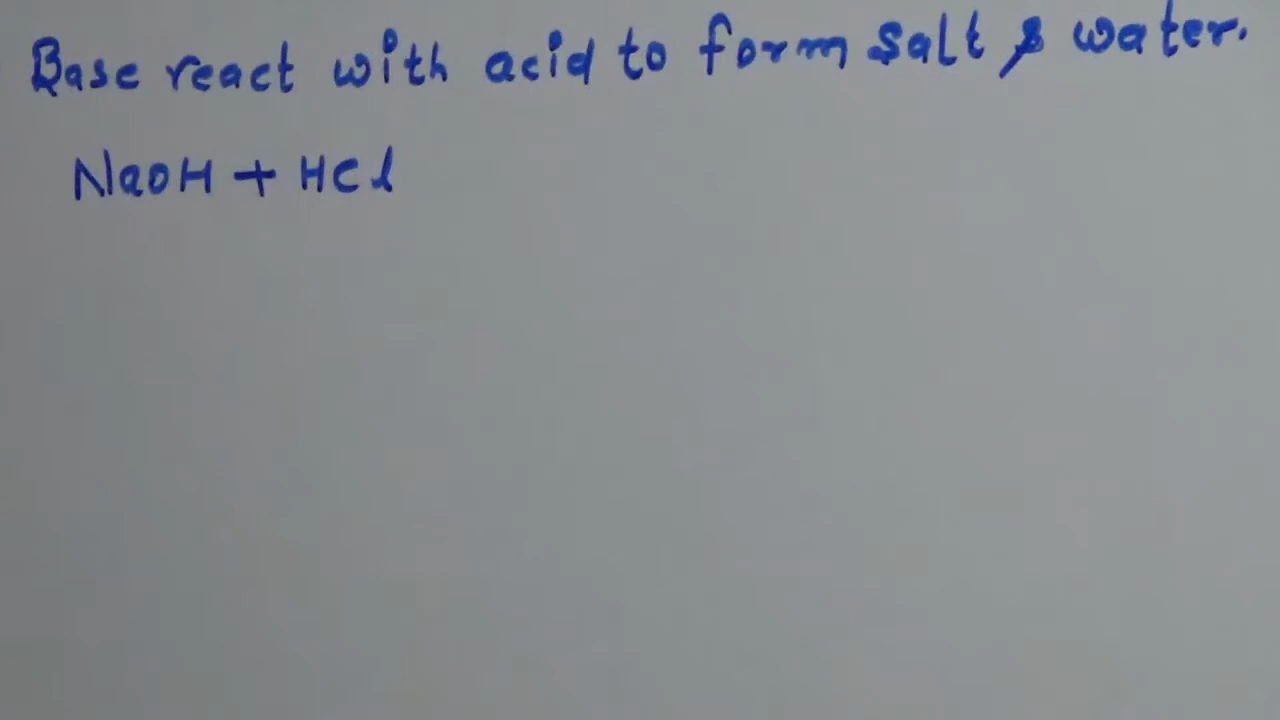 Base react with acid to form salt & water.
NaOH + HCl